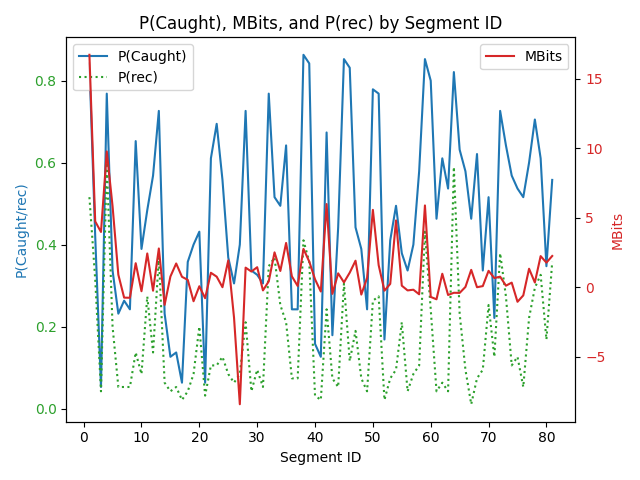 P(Caught), MBits, and P(rec) by Segment ID
P(Caught)
P(rec)
MBits
P(Caught/rec)
0.8
0.6
0.4
0.2
0.0
15
10
5
0
−5
MBits
0 10 20 30 40 50 60 70 80
Segment ID